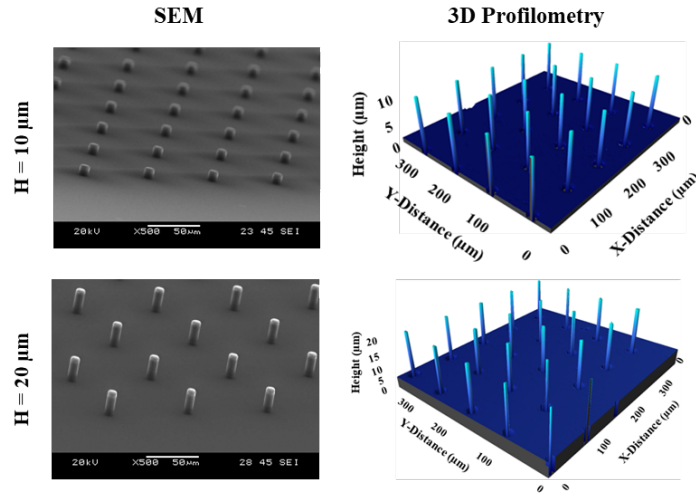 SEM
3D Profilometry
H = 10 µm
20kV X500 50µm 23 45 SEI
Height (µm)
10
5
0
300
200
100
0
Y-Distance (µm)
0
100
200
300
0
X-Distance (µm)
H = 20 µm
20kV X500 50µm 28 45 SEI
Height (µm)
20
15
10
5
0
300
200
100
0
Y-Distance (µm)
0
100
200
300
0
X-Distance (µm)